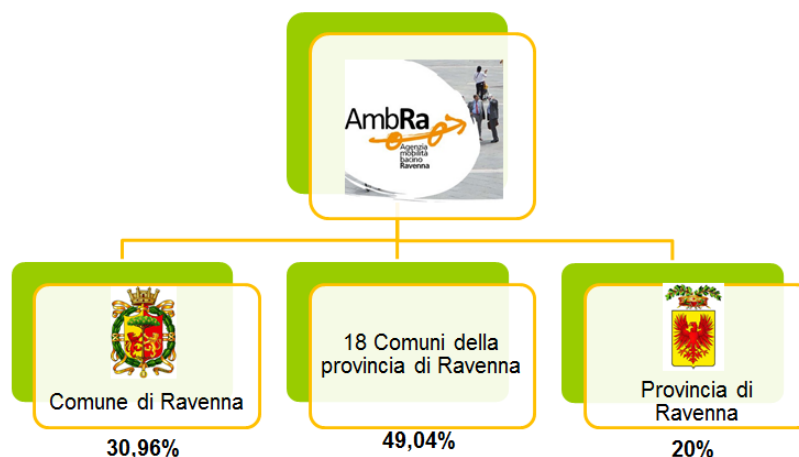 AmbRa
Agenzia
mobilità
bacino
Ravenna
Comune di Ravenna
30,96%
18 Comuni della
provincia di Ravenna
49,04%
Provincia di
Ravenna
20%